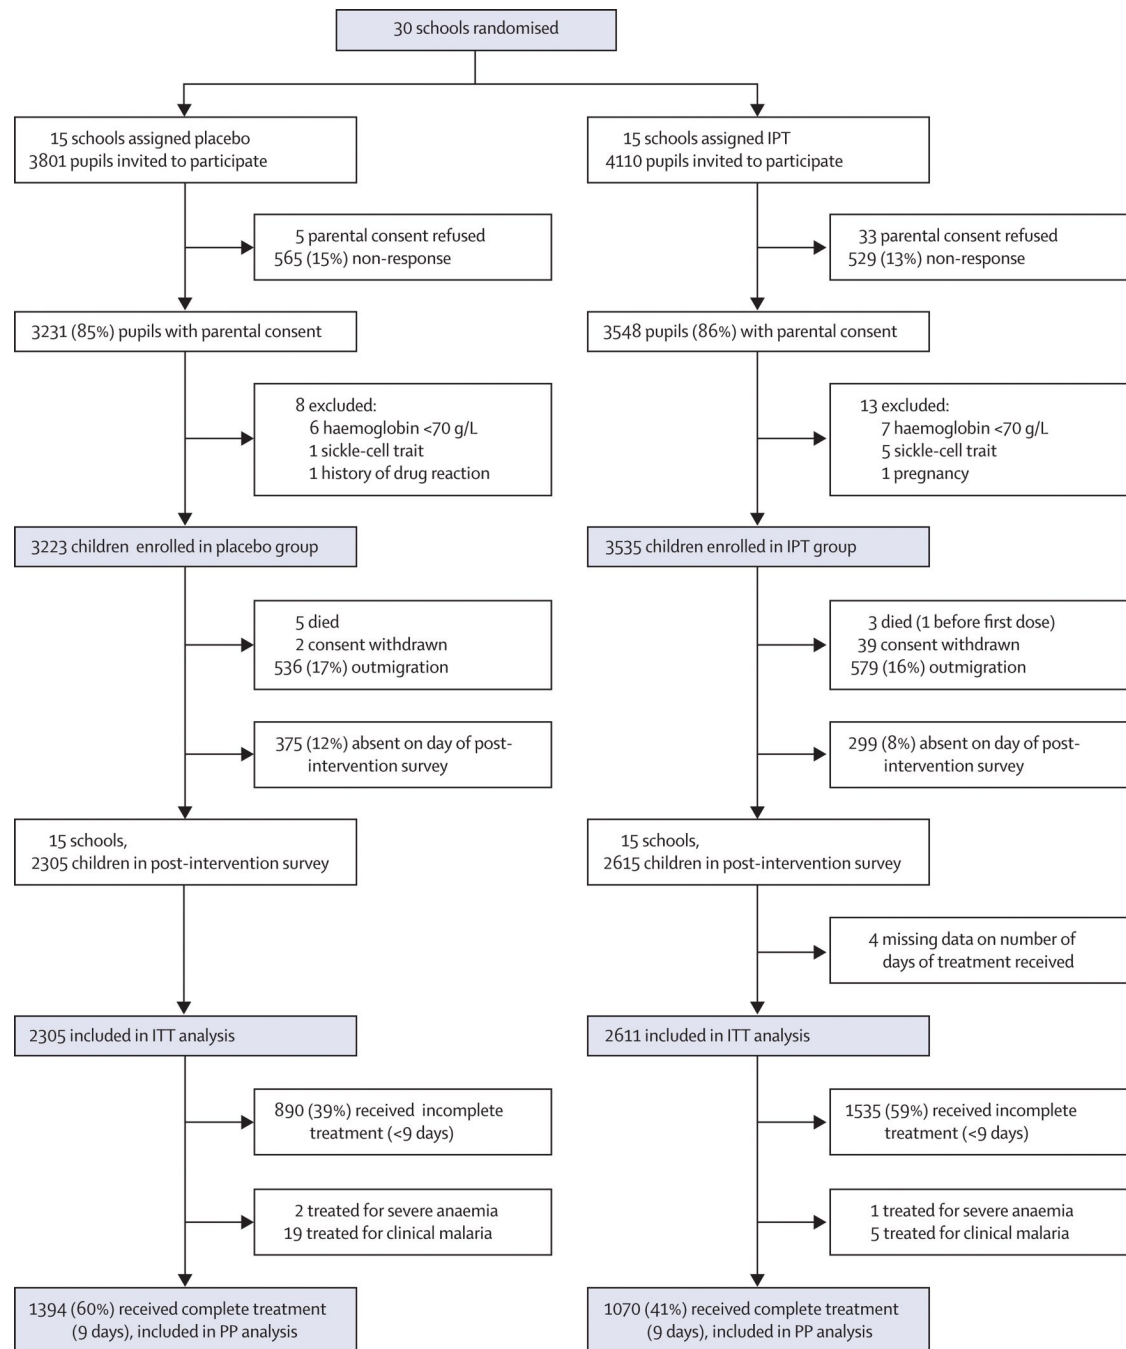 30 schools randomised
15 schools assigned placebo
3801 pupils invited to participate
15 schools assigned IPT
4110 pupils invited to participate
5 parental consent refused
565 (15%) non-response
33 parental consent refused
529 (13%) non-response
3231 (85%) pupils with parental consent
3548 pupils (86%) with parental consent
8 excluded:
6 haemoglobin <70 g/L
1 sickle-cell trait
1 history of drug reaction
13 excluded:
7 haemoglobin <70 g/L
5 sickle-cell trait
1 pregnancy
3223 children enrolled in placebo group
3535 children enrolled in IPT group
5 died
2 consent withdrawn
536 (17%) outmigration
3 died (1 before first dose)
39 consent withdrawn
579 (16%) outmigration
375 (12%) absent on day of post-
intervention survey
299 (8%) absent on day of post-
intervention survey
15 schools,
2305 children in post-intervention survey
15 schools,
2615 children in post-intervention survey
4 missing data on number of
days of treatment received
2305 included in ITT analysis
2611 included in ITT analysis
890 (39%) received incomplete
treatment (<9 days)
1535 (59%) received incomplete
treatment (<9 days)
2 treated for severe anaemia
19 treated for clinical malaria
1 treated for severe anaemia
5 treated for clinical malaria
1394 (60%) received complete treatment
(9 days), included in PP analysis
1070 (41%) received complete treatment
(9 days), included in PP analysis